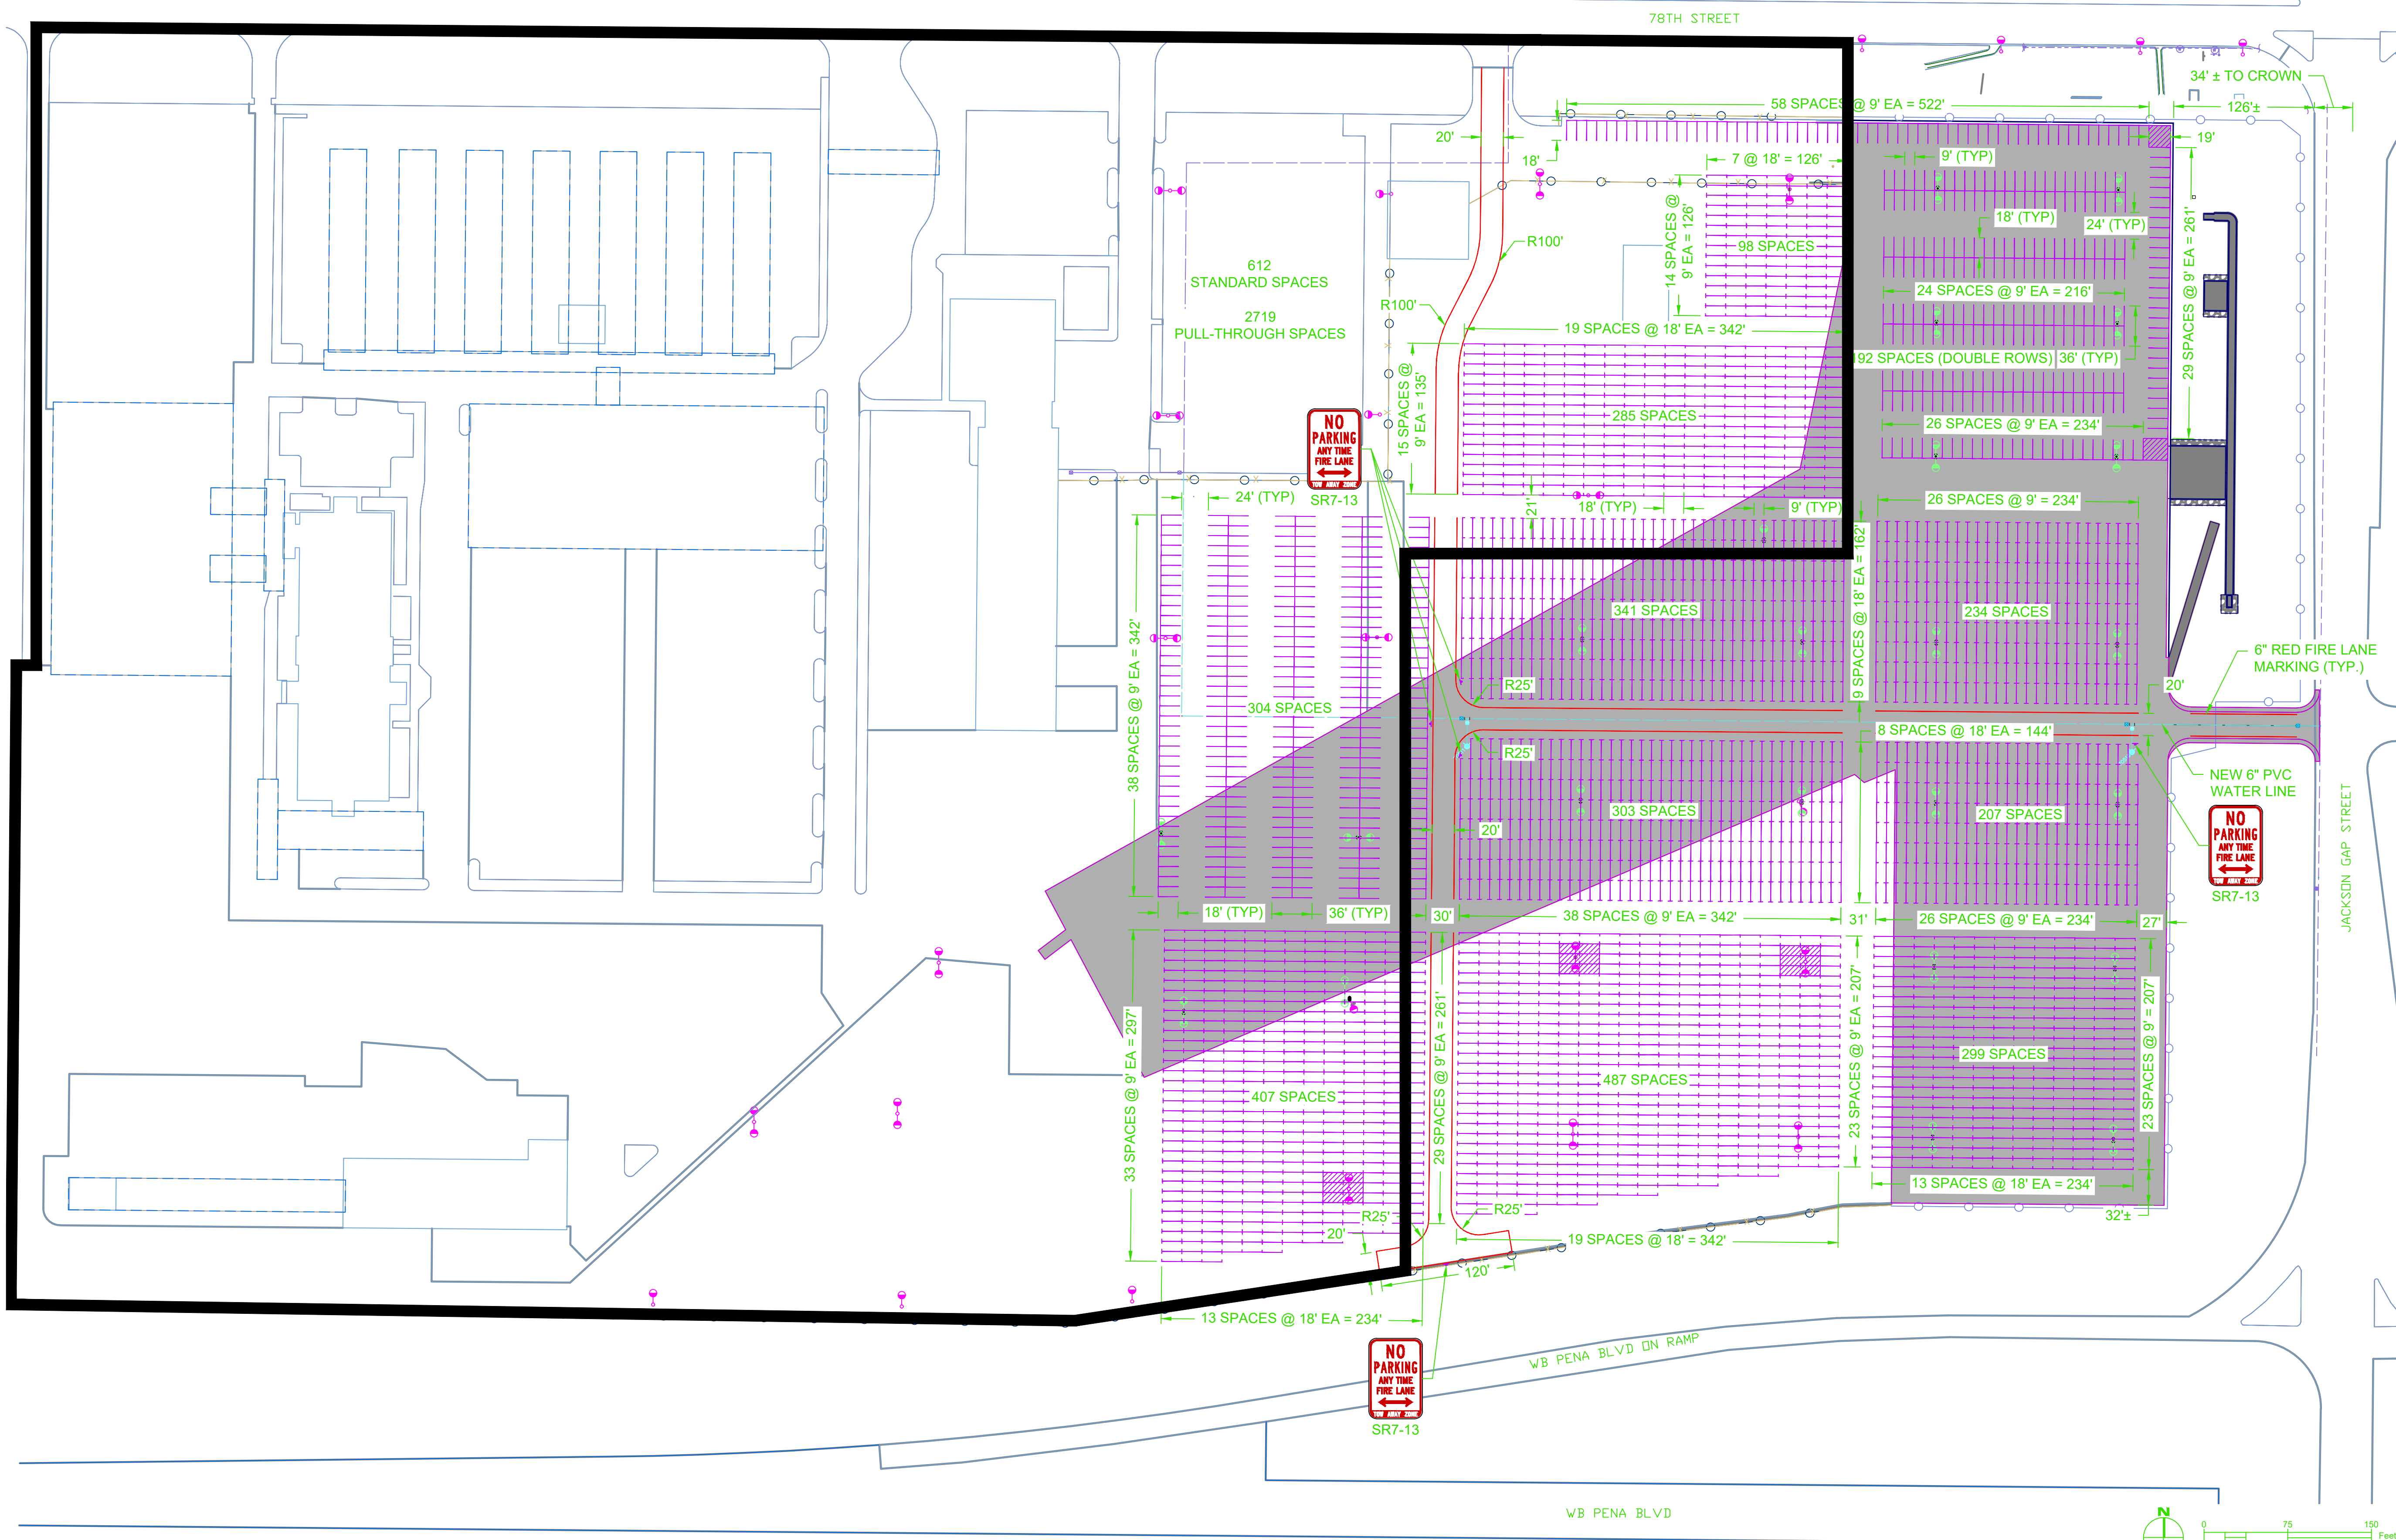 78TH STREET
34' ± TO CROWN
58 SPACES @ 9' EA = 522'
126'±
20'
18'
19'
7 @ 18' = 126'
9' (TYP)
14 SPACES @
9' EA = 126'
98 SPACES
18' (TYP)
24' (TYP)
29 SPACES @ 9' EA = 261'
R100'
612
STANDARD SPACES
2719
PULL-THROUGH SPACES
R100'
24 SPACES @ 9' EA = 216'
19 SPACES @ 18' EA = 342'
192 SPACES (DOUBLE ROWS)
36' (TYP)
15 SPACES @
9' EA = 135'
285 SPACES
26 SPACES @ 9' EA = 234'
NO
PARKING
ANY TIME
FIRE LANE
TOW AWAY ZONE
SR7-13
24' (TYP)
21'
18' (TYP)
9' (TYP)
26 SPACES @ 9' = 234'
38 SPACES @ 9' EA = 342'
9 SPACES @ 18' EA = 162'
341 SPACES
234 SPACES
6" RED FIRE LANE
MARKING (TYP.)
R25'
20'
304 SPACES
8 SPACES @ 18' EA = 144'
R25'
NEW 6" PVC
WATER LINE
303 SPACES
207 SPACES
20'
NO
PARKING
ANY TIME
FIRE LANE
TOW AWAY ZONE
SR7-13
JACKSON GAP STREET
18' (TYP)
36' (TYP)
30'
38 SPACES @ 9' EA = 342'
31'
26 SPACES @ 9' EA = 234'
27'
33 SPACES @ 9' EA = 297'
29 SPACES @ 9' EA = 261'
23 SPACES @ 9' EA = 207'
23 SPACES @ 9' = 207'
407 SPACES
487 SPACES
299 SPACES
13 SPACES @ 18' EA = 234'
32'±
R25'
R25'
20'
19 SPACES @ 18' = 342'
120'
13 SPACES @ 18' EA = 234'
NO
PARKING
ANY TIME
FIRE LANE
TOW AWAY ZONE
SR7-13
WB PENA BLVD ON RAMP
WB PENA BLVD
N
0 75 150
Feet